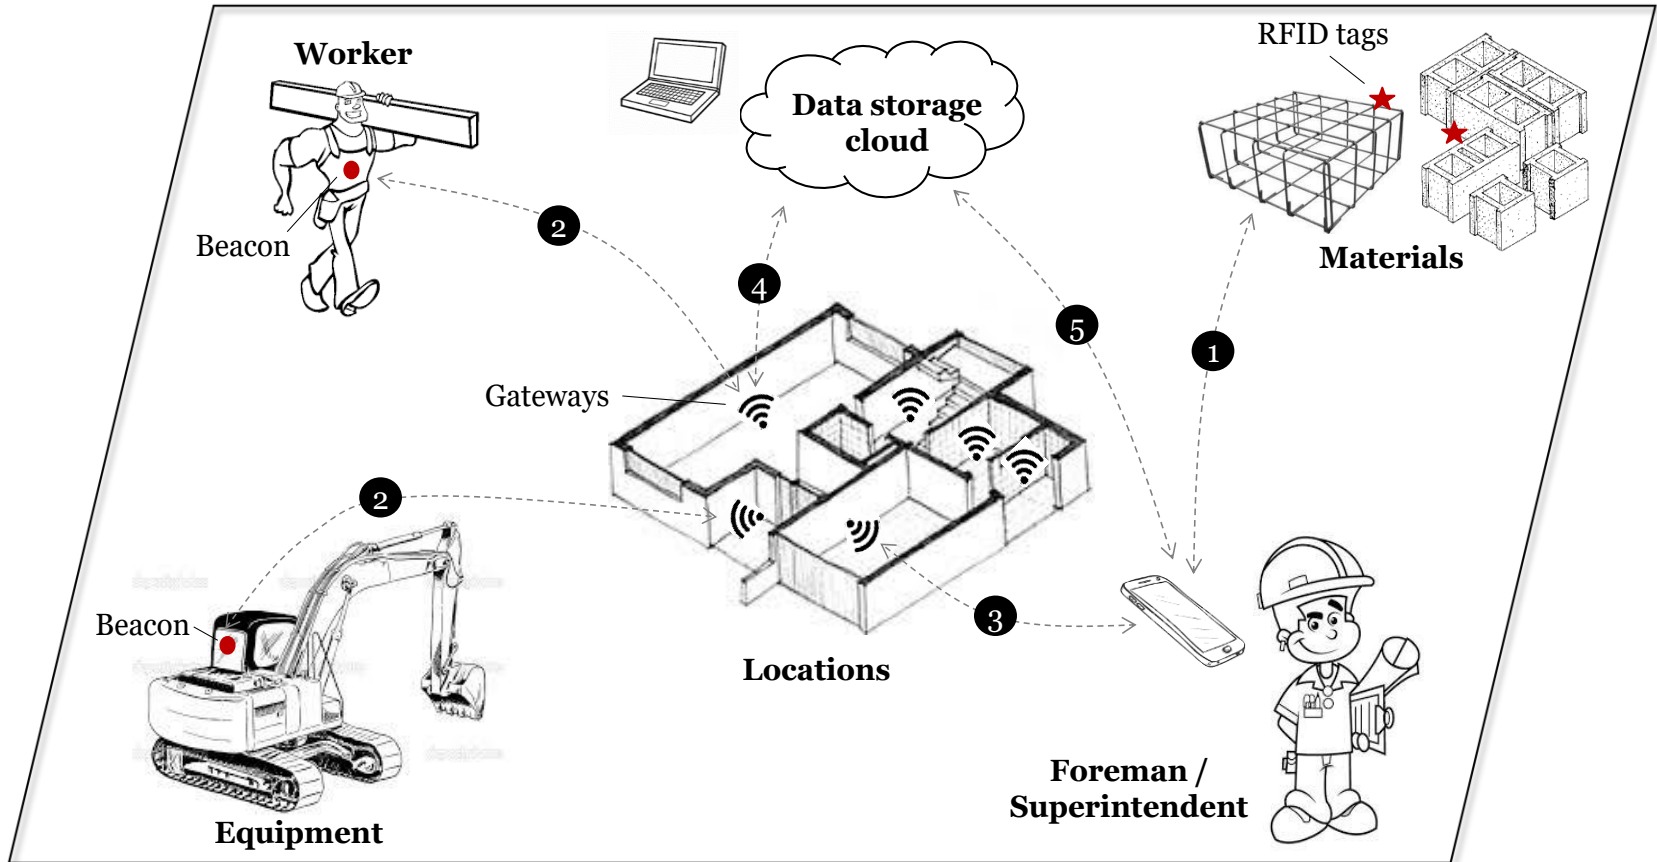 Worker
RFID tags
Data storage
cloud
Beacon
2
4
5
1
Materials
Gateways
2
Beacon
3
Locations
Foreman /
Superintendent
Equipment